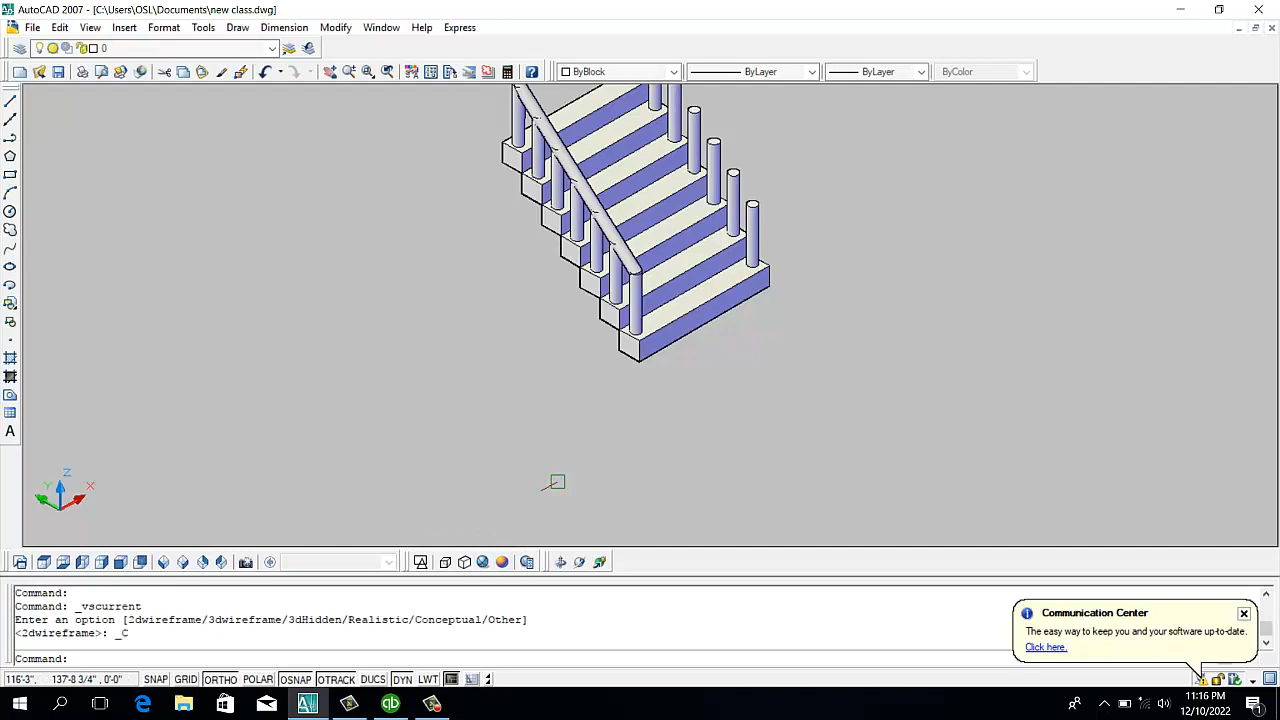 AutoCAD 2007 - [C:\Users\OSL\Documents\new class.dwg]
File Edit View Insert Format Tools Draw Dimension Modify Window Help Express
0
ByBlock ByLayer ByLayer ByColor
Z
Y X
Command:
Command: _vscurrent
Enter an option [2dwireframe/3dwireframe/3dHidden/Realistic/Conceptual/Other]
<2dwireframe>: _C
Command:
Communication Center
The easy way to keep you and your software up-to-date.
Click here.
116'-3", 137'-8 3/4", 0'-0" SNAP GRID ORTHO POLAR OSNAP OTRACK DUCS DYN LWT
11:16 PM
12/10/2022